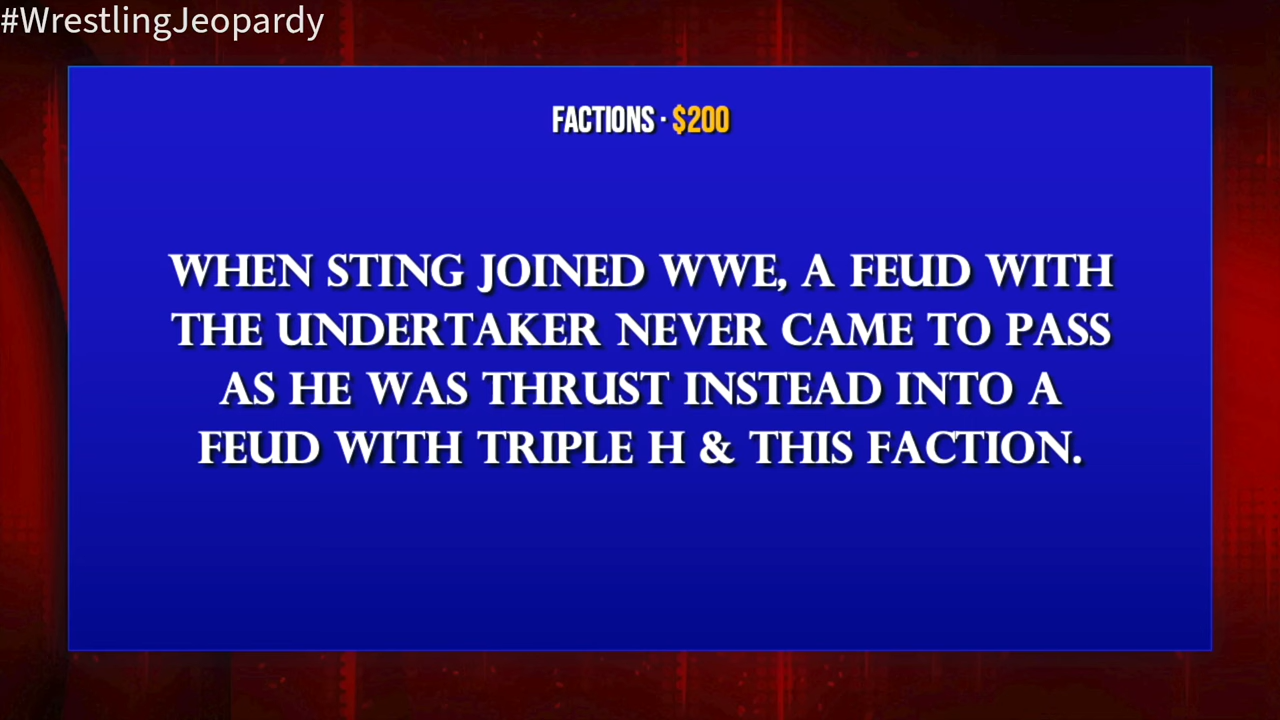 #WrestlingJeopardy
FACTIONS · $200
WHEN STING JOINED WWE, A FEUD WITH
THE UNDERTAKER NEVER CAME TO PASS
AS HE WAS THRUST INSTEAD INTO A
FEUD WITH TRIPLE H & THIS FACTION.